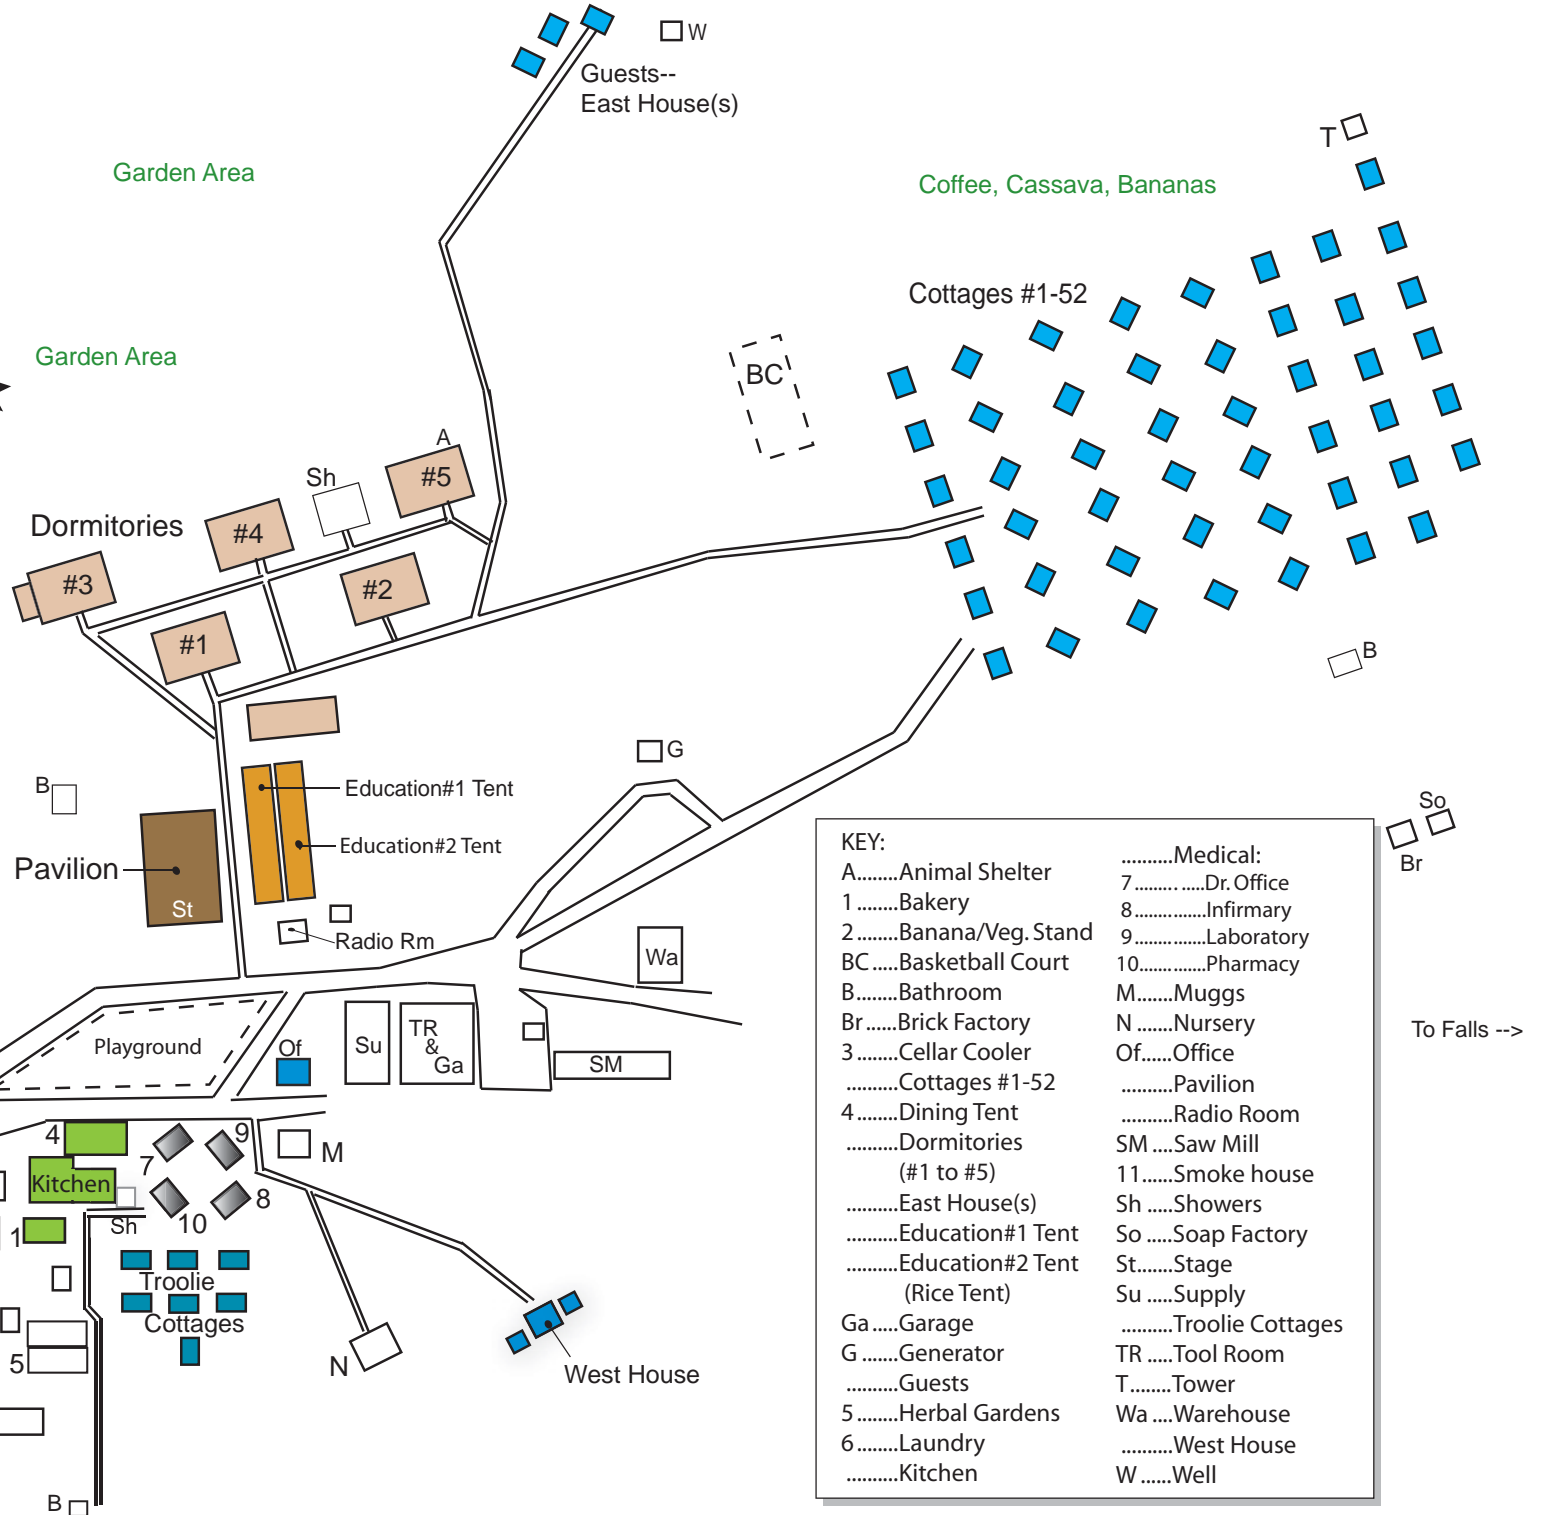 W
Guests--
East House(s)
T
Garden Area
Coffee, Cassava, Bananas
Cottages #1-52
Garden Area
BC
A
Sh
#5
Dormitories
#4
#3
#2
#1
B
G
B
Education#1 Tent
So
Education#2 Tent
Br
Pavilion
St
Radio Rm
Wa
Playground
Of
Su
TR
&
Ga
SM
To Falls -->
4
9
M
7
Kitchen
8
10
Sh
1
Troolie
Cottages
N
5
West House
B
KEY:
A........Animal Shelter
1 ........Bakery
2 ........Banana/Veg. Stand
BC .....Basketball Court
B........Bathroom
Br ......Brick Factory
3 ........Cellar Cooler
..........Cottages #1-52
4 ........Dining Tent
..........Dormitories
(#1 to #5)
..........East House(s)
..........Education#1 Tent
..........Education#2 Tent
(Rice Tent)
Ga .....Garage
G .......Generator
..........Guests
5 ........Herbal Gardens
6 ........Laundry
..........Kitchen
..........Medical:
7 ......... .....Dr. Office
8 ..............Infirmary
9 ..............Laboratory
10.............Pharmacy
M.......Muggs
N .......Nursery
Of......Office
..........Pavilion
..........Radio Room
SM ....Saw Mill
11......Smoke house
Sh .....Showers
So .....Soap Factory
St.......Stage
Su .....Supply
..........Troolie Cottages
TR .....Tool Room
T........Tower
Wa ....Warehouse
..........West House
W ......Well